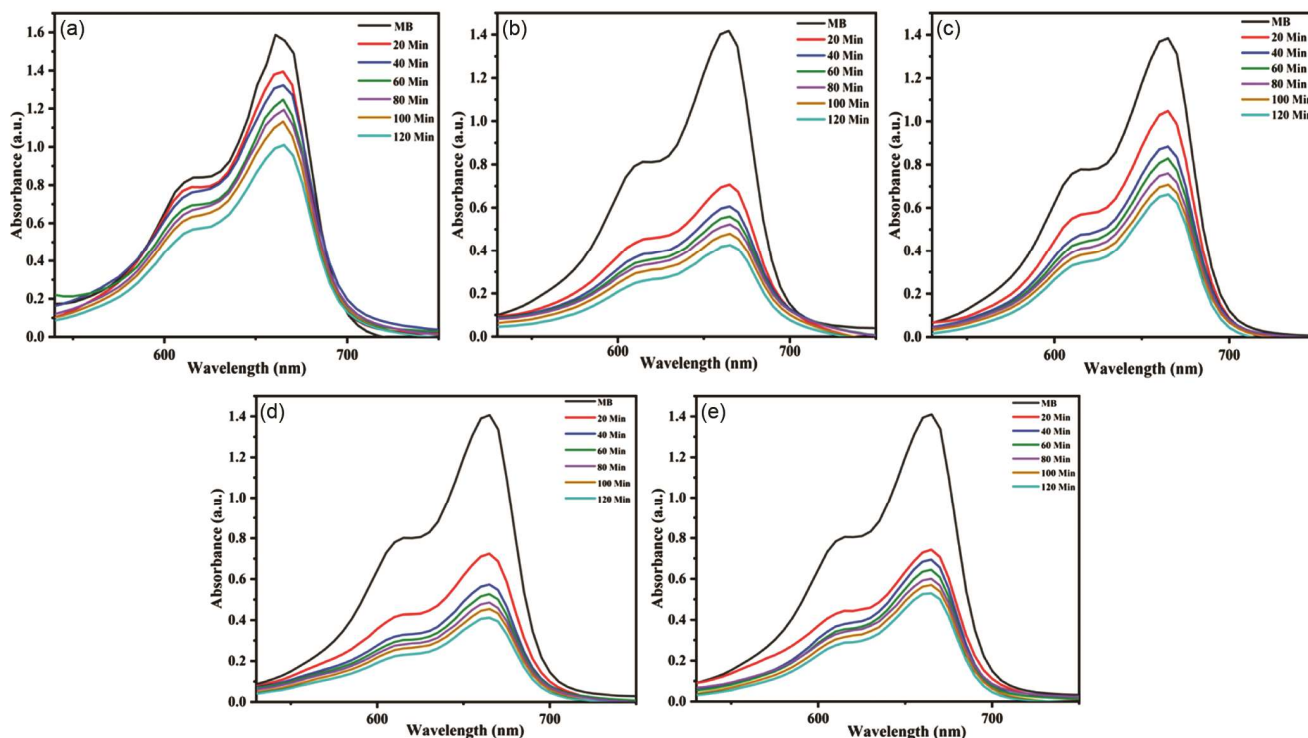 (a)
MB
20 Min
40 Min
60 Min
80 Min
100 Min
120 Min
1.6
1.4
1.2
1.0
0.8
0.6
0.4
0.2
0.0
Absorbance (a.u.)
600
700
Wavelength (nm)
(b)
MB
20 Min
40 Min
60 Min
80 Min
100 Min
120 Min
1.4
1.2
1.0
0.8
0.6
0.4
0.2
0.0
Absorbance (a.u.)
600
700
Wavelength (nm)
(c)
MB
20 Min
40 Min
60 Min
80 Min
100 Min
120 Min
1.4
1.2
1.0
0.8
0.6
0.4
0.2
0.0
Absorbance (a.u.)
600
700
Wavelength (nm)
(d)
MB
20 Min
40 Min
60 Min
80 Min
100 Min
120 Min
1.4
1.2
1.0
0.8
0.6
0.4
0.2
0.0
Absorbance (a.u.)
600
700
Wavelength (nm)
(e)
MB
20 Min
40 Min
60 Min
80 Min
100 Min
120 Min
1.4
1.2
1.0
0.8
0.6
0.4
0.2
0.0
Absorbance (a.u.)
600
700
Wavelength (nm)